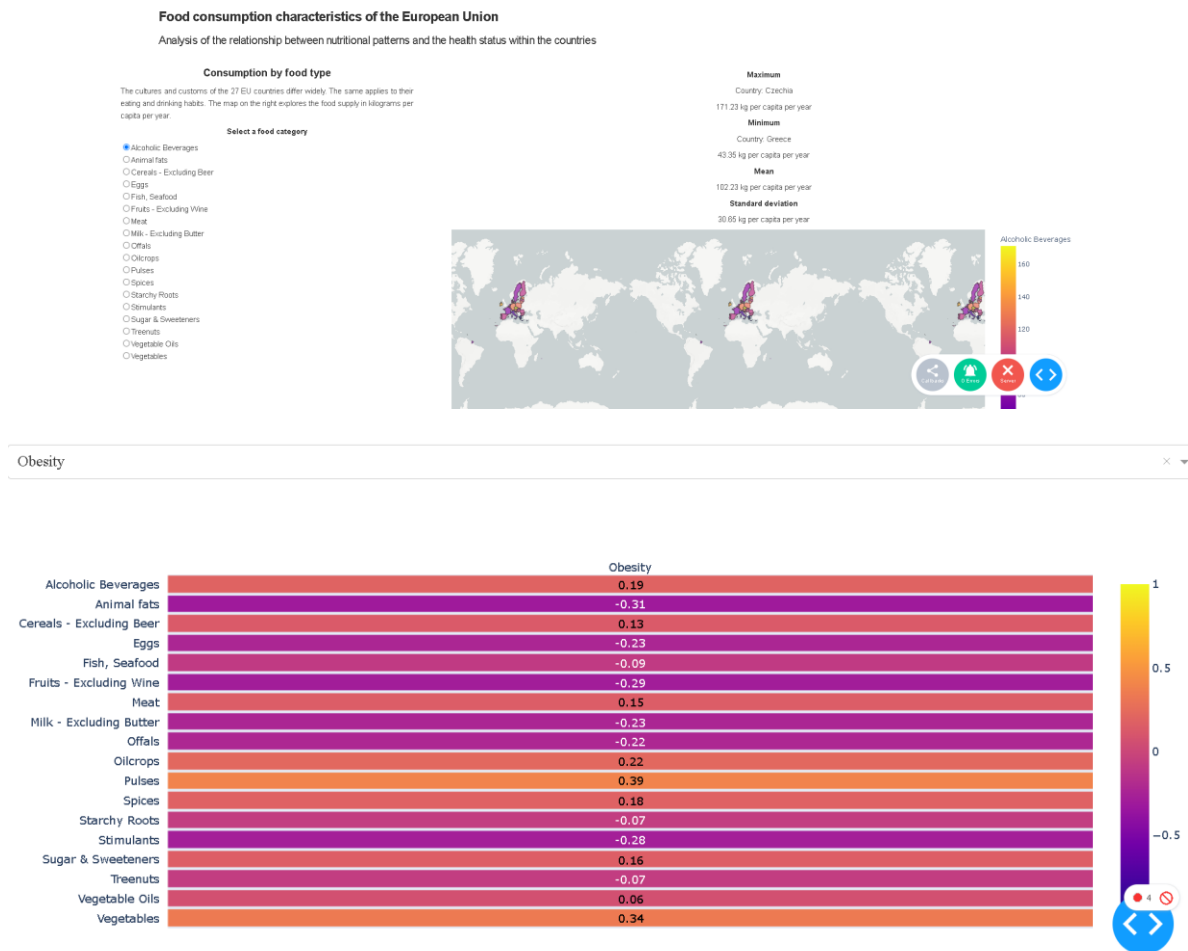 Food consumption characteristics of the European Union
Analysis of the relationship between nutritional patterns and the health status within the countries
Consumption by food type
The cultures and customs of the 27 EU countries differ widely. The same applies to their
eating and drinking habits. The map on the right explores the food supply in kilograms per
capita per year.
Select a food category
Alcoholic Beverages
Animal fats
Cereals - Excluding Beer
Eggs
Fish, Seafood
Fruits - Excluding Wine
Meat
Milk - Excluding Butter
Offals
Oilcrops
Pulses
Spices
Starchy Roots
Stimulants
Sugar & Sweeteners
Treenuts
Vegetable Oils
Vegetables
Maximum
Country: Czechia
171.23 kg per capita per year
Minimum
Country: Greece
43.35 kg per capita per year
Mean
102.23 kg per capita per year
Standard deviation
30.65 kg per capita per year
Alcoholic Beverages
160
140
120
Server
Obesity
Obesity
Alcoholic Beverages 0.19
Animal fats -0.31
Cereals - Excluding Beer 0.13
Eggs -0.23
Fish, Seafood -0.09
Fruits - Excluding Wine -0.29
Meat 0.15
Milk - Excluding Butter -0.23
Offals -0.22
Oilcrops 0.22
Pulses 0.39
Spices 0.18
Starchy Roots -0.07
Stimulants -0.28
Sugar & Sweeteners 0.16
Treenuts -0.07
Vegetable Oils 0.06
Vegetables 0.34
1
0.5
0
−0.5
4